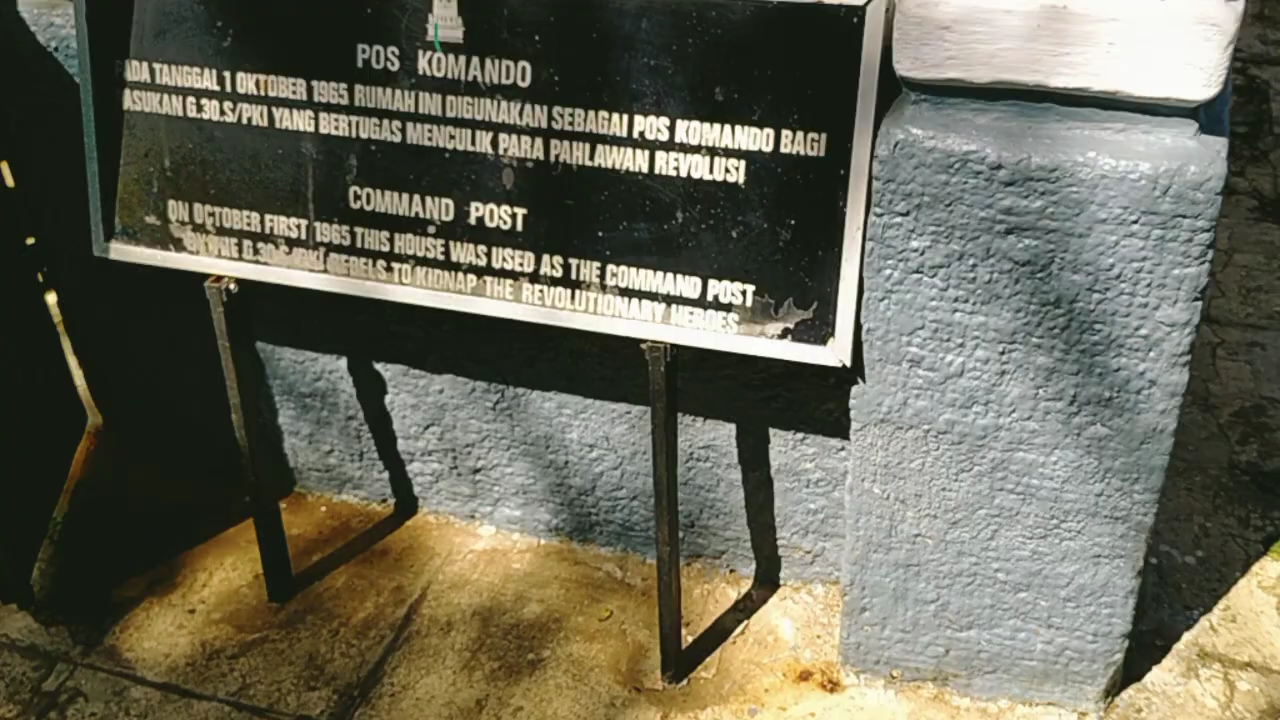 POS KOMANDO
ADA TANGGAL 1 OKTOBER 1965 RUMAH INI DIGUNAKAN SEBAGAI POS KOMANDO BAGI
ASUKAN G.30.S/PKI YANG BERTUGAS MENCULIK PARA PAHLAWAN REVOLUSI
COMMAND POST
ON OCTOBER FIRST 1965 THIS HOUSE WAS USED AS THE COMMAND POST
BY THE G.30.S/PKI REBELS TO KIDNAP THE REVOLUTIONARY HEROES